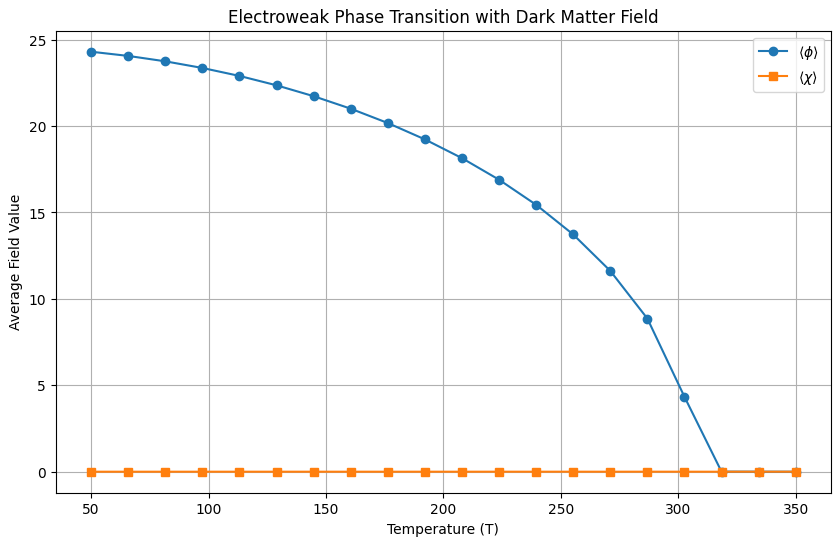 Electroweak Phase Transition with Dark Matter Field
⟨ϕ⟩
⟨χ⟩
25
20
15
10
5
0
Average Field Value
50 100 150 200 250 300 350
Temperature (T)